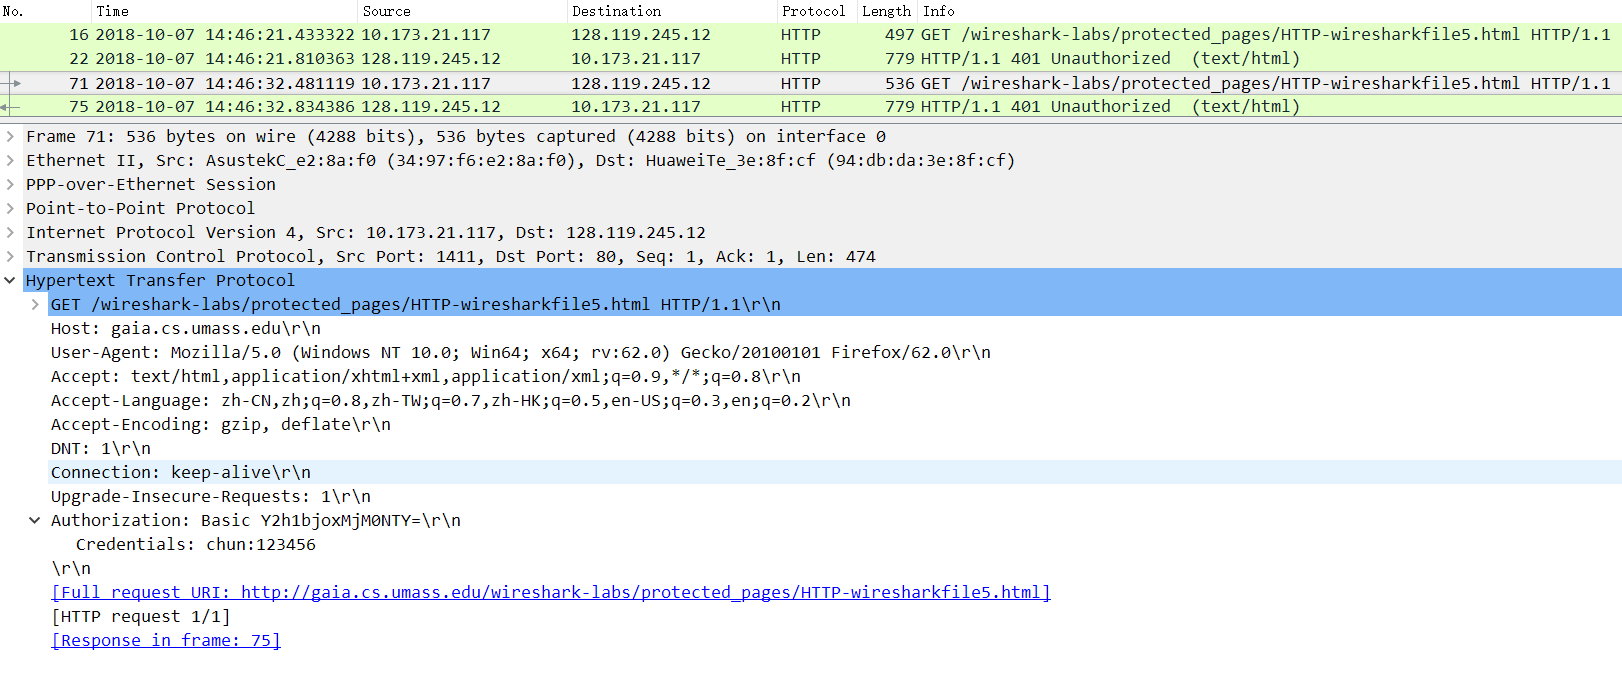 No. Time Source Destination Protocol Length Info
16 2018-10-07 14:46:21.433322 10.173.21.117 128.119.245.12 HTTP 497 GET /wireshark-labs/protected_pages/HTTP-wiresharkfile5.html HTTP/1.1
22 2018-10-07 14:46:21.810363 128.119.245.12 10.173.21.117 HTTP 779 HTTP/1.1 401 Unauthorized (text/html)
71 2018-10-07 14:46:32.481119 10.173.21.117 128.119.245.12 HTTP 536 GET /wireshark-labs/protected_pages/HTTP-wiresharkfile5.html HTTP/1.1
75 2018-10-07 14:46:32.834386 128.119.245.12 10.173.21.117 HTTP 779 HTTP/1.1 401 Unauthorized (text/html)
Frame 71: 536 bytes on wire (4288 bits), 536 bytes captured (4288 bits) on interface 0
Ethernet II, Src: AsustekC_e2:8a:f0 (34:97:f6:e2:8a:f0), Dst: HuaweiTe_3e:8f:cf (94:db:da:3e:8f:cf)
PPP-over-Ethernet Session
Point-to-Point Protocol
Internet Protocol Version 4, Src: 10.173.21.117, Dst: 128.119.245.12
Transmission Control Protocol, Src Port: 1411, Dst Port: 80, Seq: 1, Ack: 1, Len: 474
Hypertext Transfer Protocol
GET /wireshark-labs/protected_pages/HTTP-wiresharkfile5.html HTTP/1.1\r\n
Host: gaia.cs.umass.edu\r\n
User-Agent: Mozilla/5.0 (Windows NT 10.0; Win64; x64; rv:62.0) Gecko/20100101 Firefox/62.0\r\n
Accept: text/html,application/xhtml+xml,application/xml;q=0.9,*/*;q=0.8\r\n
Accept-Language: zh-CN,zh;q=0.8,zh-TW;q=0.7,zh-HK;q=0.5,en-US;q=0.3,en;q=0.2\r\n
Accept-Encoding: gzip, deflate\r\n
DNT: 1\r\n
Connection: keep-alive\r\n
Upgrade-Insecure-Requests: 1\r\n
Authorization: Basic Y2h1bjoxMjM0NTY=\r\n
Credentials: chun:123456
\r\n
[Full request URI: http://gaia.cs.umass.edu/wireshark-labs/protected_pages/HTTP-wiresharkfile5.html]
[HTTP request 1/1]
[Response in frame: 75]